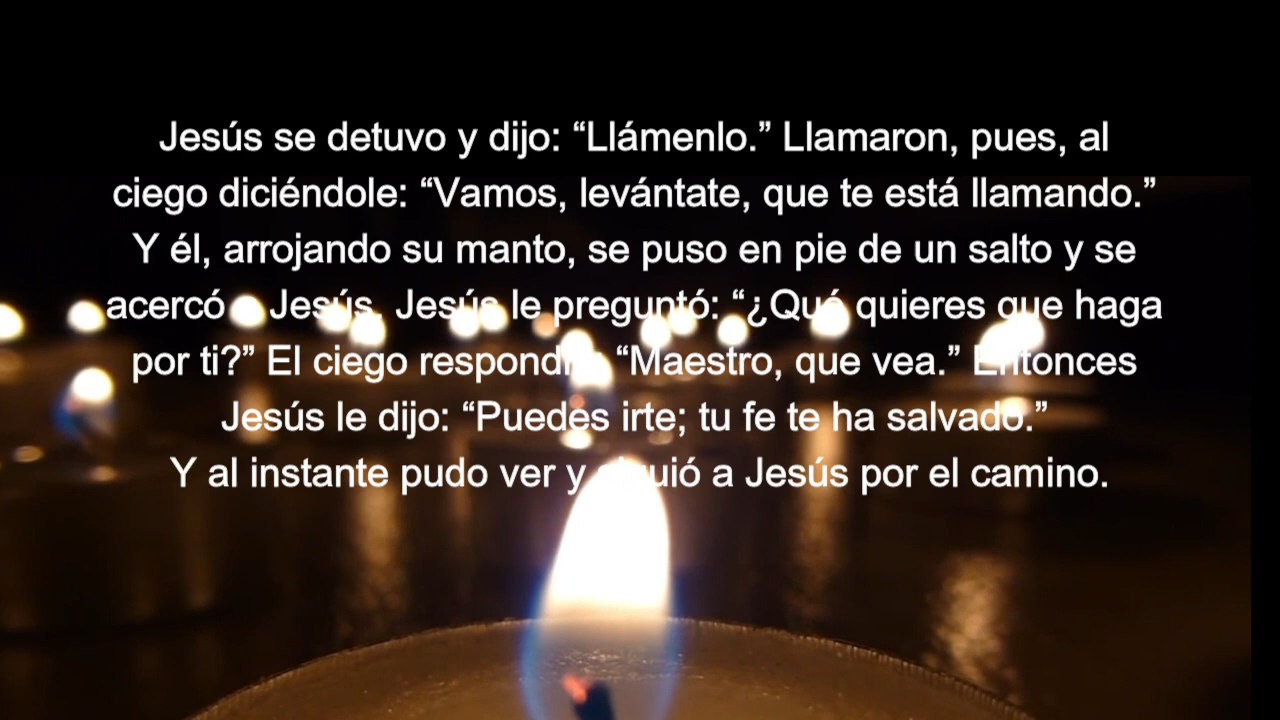 Jesús se detuvo y dijo: “Llámenlo.” Llamaron, pues, al
ciego diciéndole: “Vamos, levántate, que te está llamando.”
Y él, arrojando su manto, se puso en pie de un salto y se
acercó a Jesús. Jesús le preguntó: “¿Qué quieres que haga
por ti?” El ciego respondió: “Maestro, que vea.” Entonces
Jesús le dijo: “Puedes irte; tu fe te ha salvado.”
Y al instante pudo ver y siguió a Jesús por el camino.